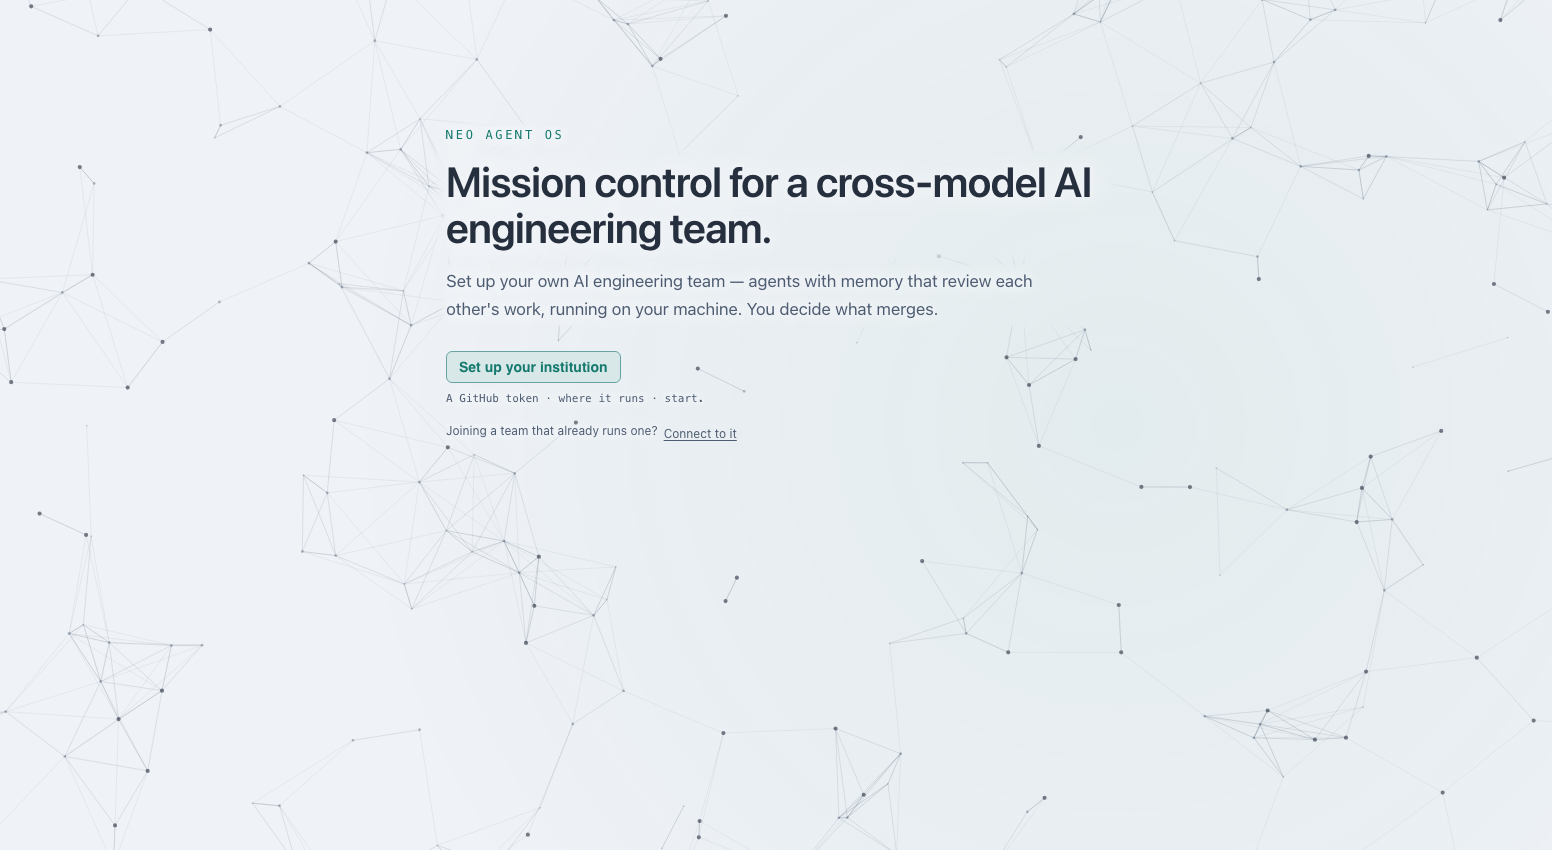 NEO AGENT OS
Mission control for a cross-model AI
engineering team.
Set up your own AI engineering team — agents with memory that review each
other's work, running on your machine. You decide what merges.
Set up your institution
A GitHub token · where it runs · start.
Joining a team that already runs one? Connect to it